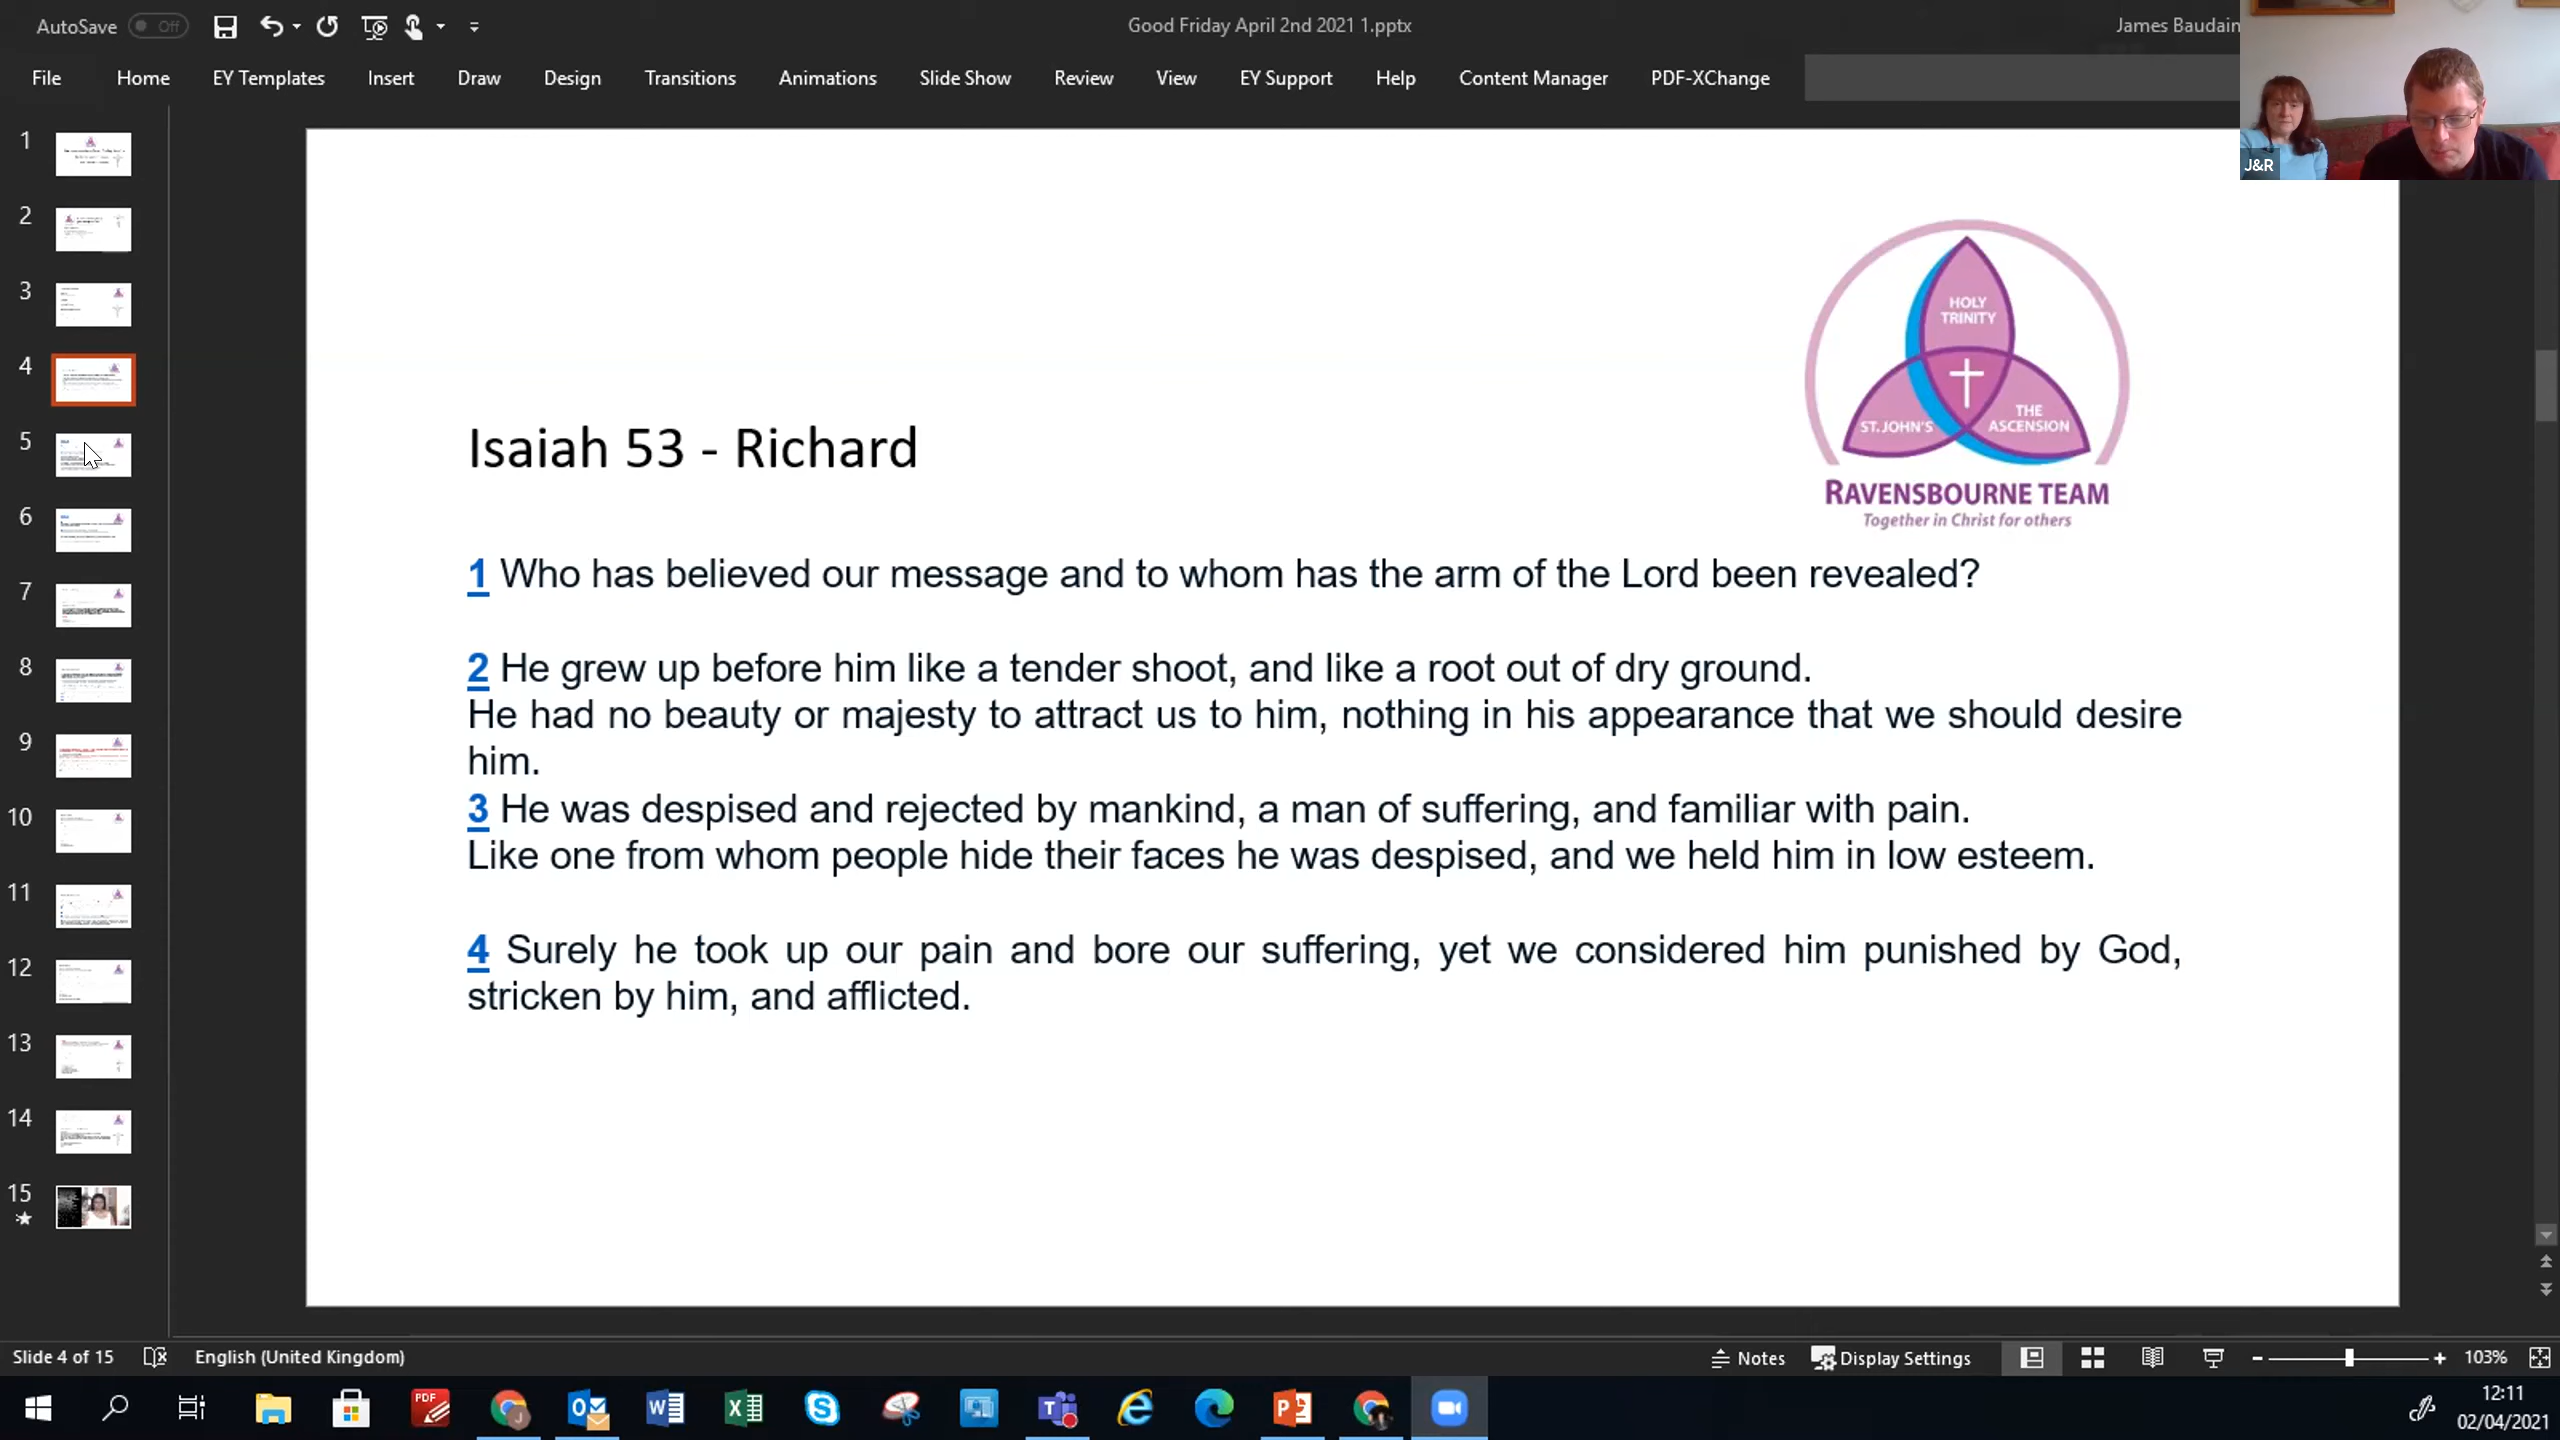 AutoSave Off
Good Friday April 2nd 2021 1.pptx
James Baudain
File Home EY Templates Insert Draw Design Transitions Animations Slide Show Review View EY Support Help Content Manager PDF-XChange
J&R
1
2
3
4
5
6
7
8
9
10
11
12
13
14
15
HOLY
TRINITY
ST. JOHN'S
THE
ASCENSION
RAVENSBOURNE TEAM
Together in Christ for others
Isaiah 53 - Richard
1 Who has believed our message and to whom has the arm of the Lord been revealed?
2 He grew up before him like a tender shoot, and like a root out of dry ground.
He had no beauty or majesty to attract us to him, nothing in his appearance that we should desire
him.
3 He was despised and rejected by mankind, a man of suffering, and familiar with pain.
Like one from whom people hide their faces he was despised, and we held him in low esteem.
4 Surely he took up our pain and bore our suffering, yet we considered him punished by God,
stricken by him, and afflicted.
Slide 4 of 15 English (United Kingdom) Notes Display Settings 103%
PDF
12:11
02/04/2021